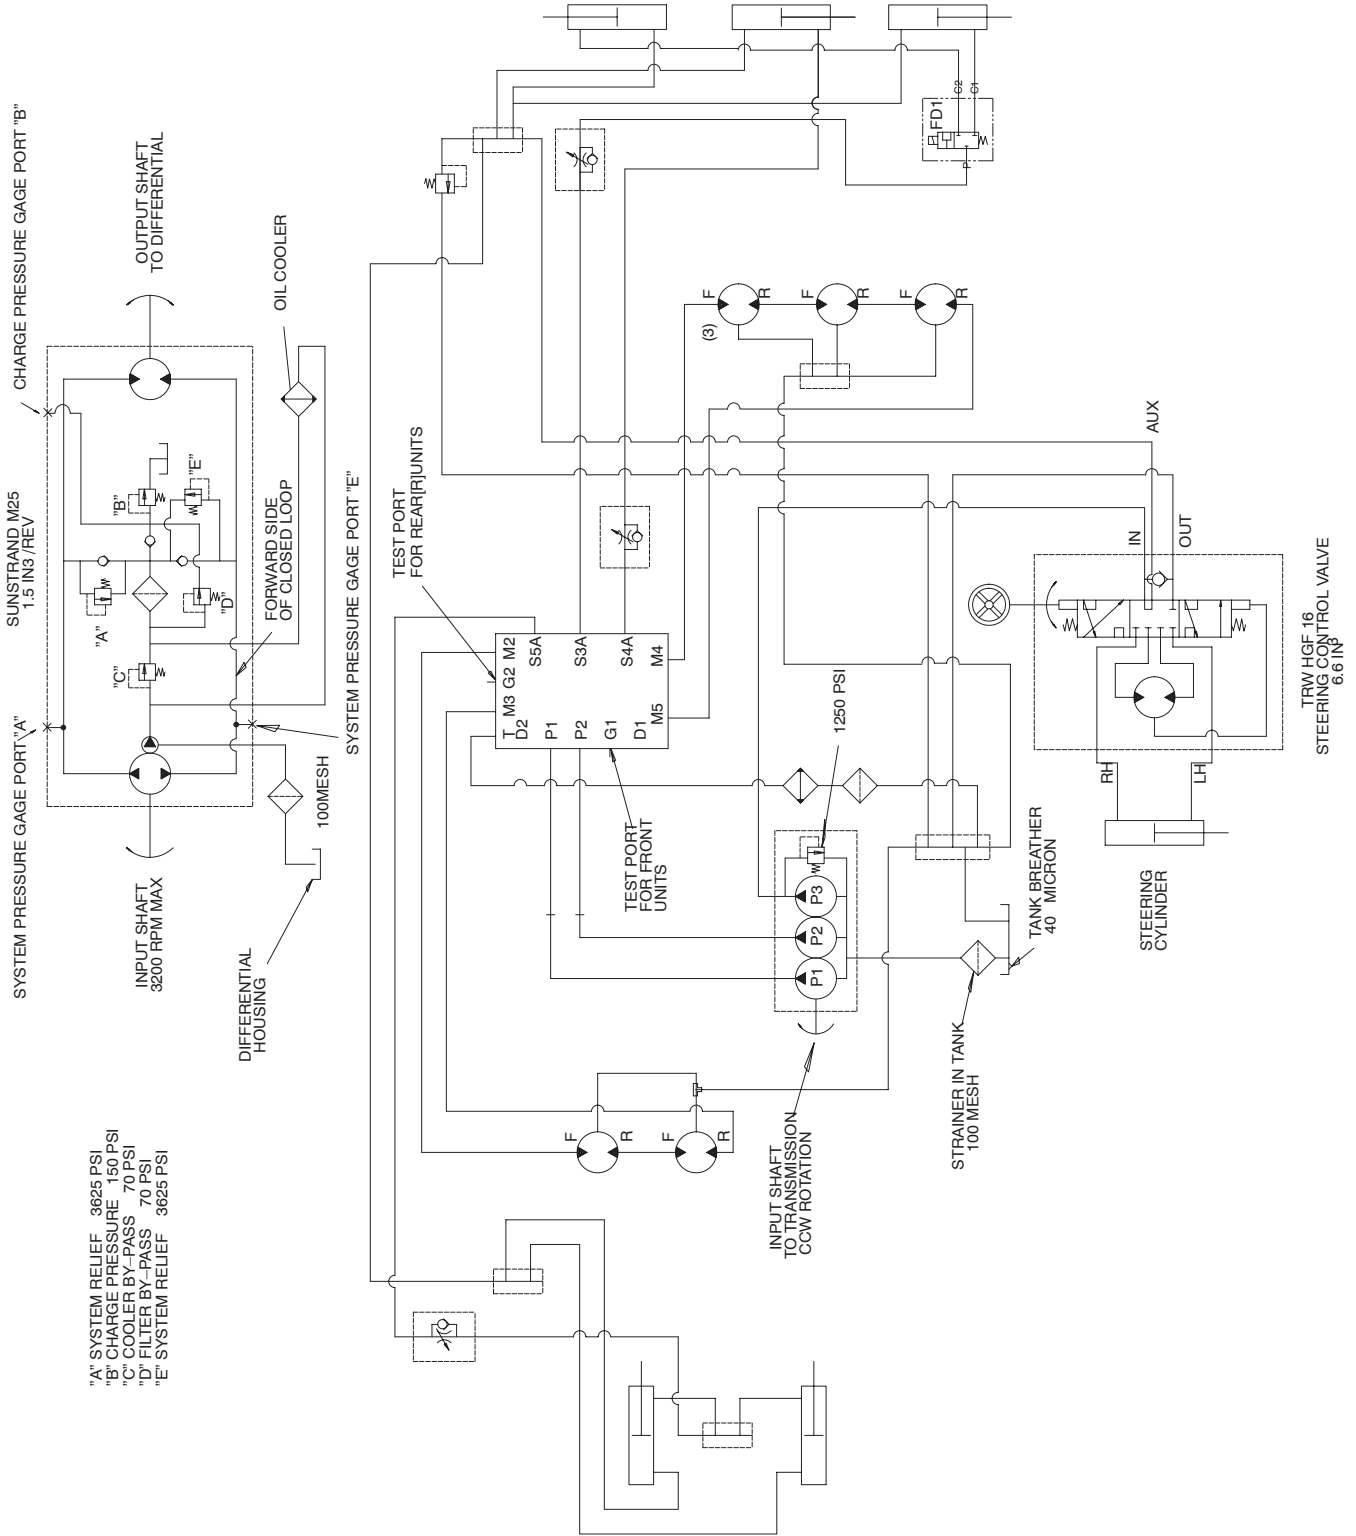 SUNSTRAND M25
1.5 IN3 /REV
SYSTEM PRESSURE GAGE PORT "A"
CHARGE PRESSURE GAGE PORT "B"
INPUT SHAFT
3200 RPM MAX
OUTPUT SHAFT
TO DIFFERENTIAL
"A"
"B"
"C"
"D"
"E"
OIL COOLER
FORWARD SIDE
OF CLOSED LOOP
SYSTEM PRESSURE GAGE PORT "E"
100MESH
DIFFERENTIAL
HOUSING
"A" SYSTEM RELIEF 3625 PSI
"B" CHARGE PRESSURE 150 PSI
"C" COOLER BY-PASS 70 PSI
"D" FILTER BY-PASS 70 PSI
"E" SYSTEM RELIEF 3625 PSI
TEST PORT
FOR REAR[R]UNITS
T
M3
G2
M2
D2
S5A
P1
P2
S3A
G1
S4A
D1
M5
M4
TEST PORT
FOR FRONT
UNITS
1250 PSI
P1
P2
P3
INPUT SHAFT
TO TRANSMISSION
CCW ROTATION
STRAINER IN TANK
100 MESH
TANK BREATHER
40 MICRON
F
R
F
R
(3)
F
R
F
R
F
R
FD1
C2
C1
P
AUX
IN
OUT
RH
LH
STEERING
CYLINDER
TRW HGF 16
STEERING CONTROL VALVE
6.6 IN3